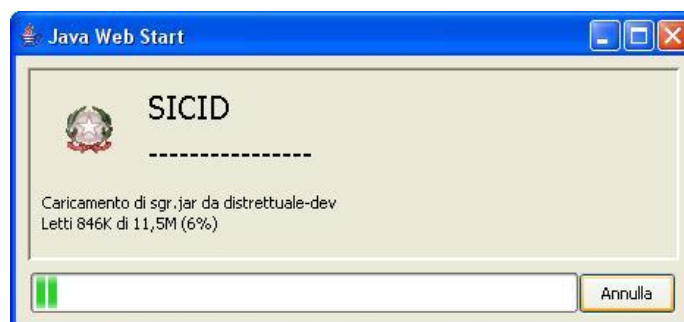 Java Web Start
SICID
----------------
Caricamento di sgr.jar da distrettuale-dev
Letti 846K di 11,5M (6%)
Annulla